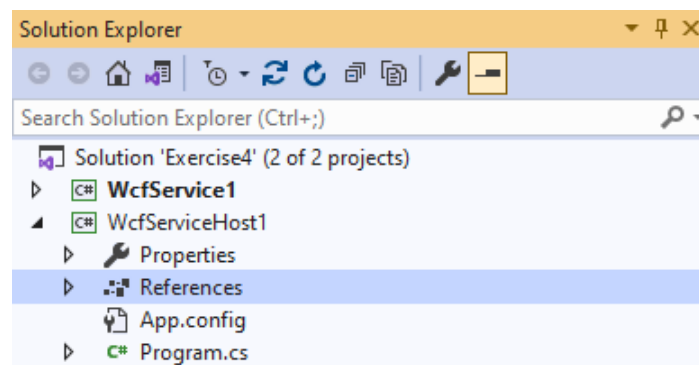 Solution Explorer
Search Solution Explorer (Ctrl+;)
Solution 'Exercise4' (2 of 2 projects)
C# WcfService1
C# WcfServiceHost1
Properties
References
App.config
C# Program.cs